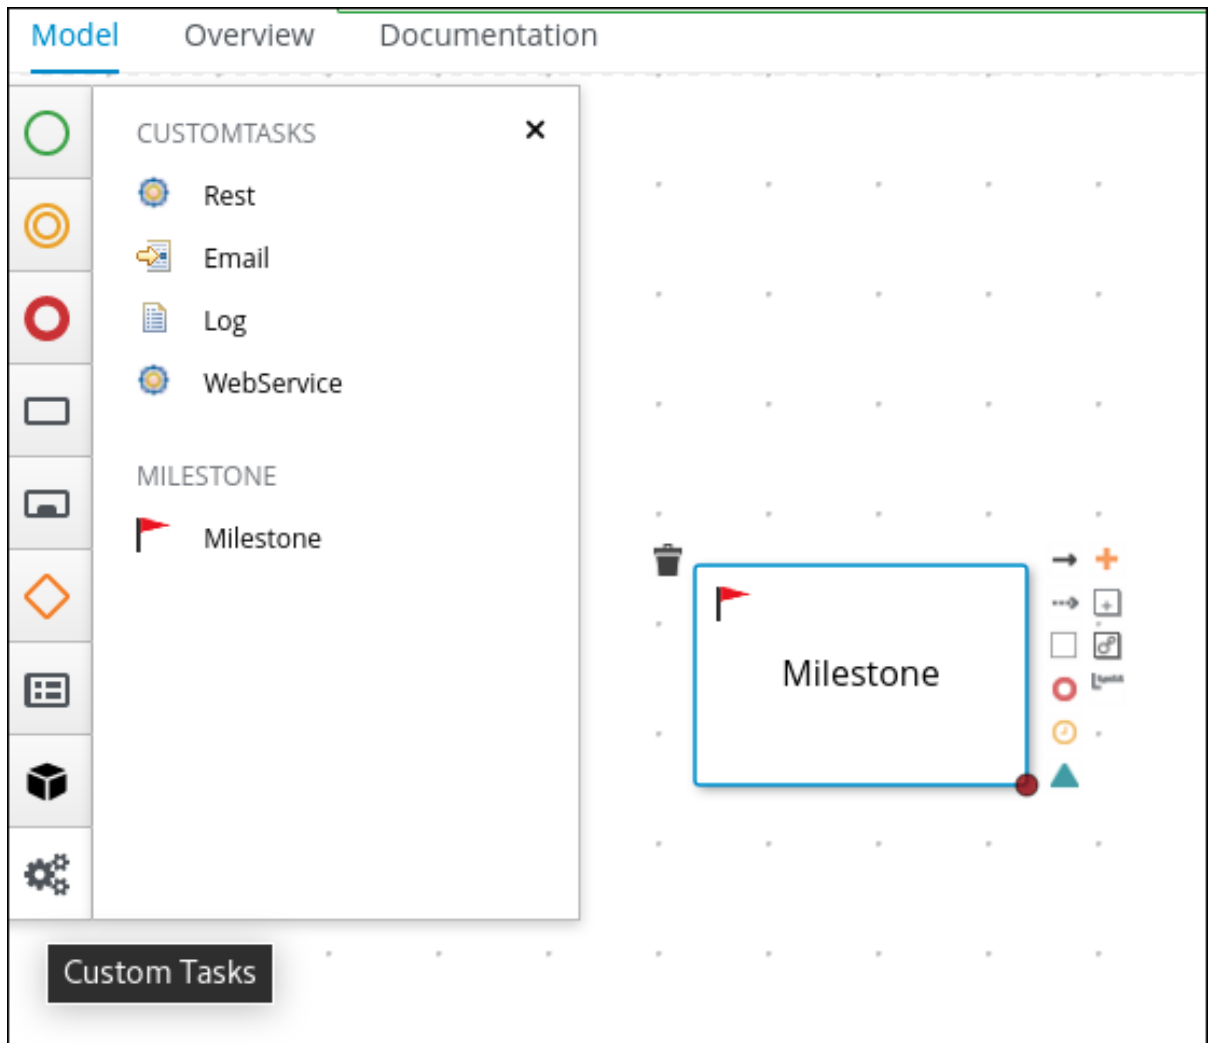 Model Overview Documentation
CUSTOMTASKS
Rest
Email
Log
WebService
MILESTONE
Milestone
Milestone
Custom Tasks